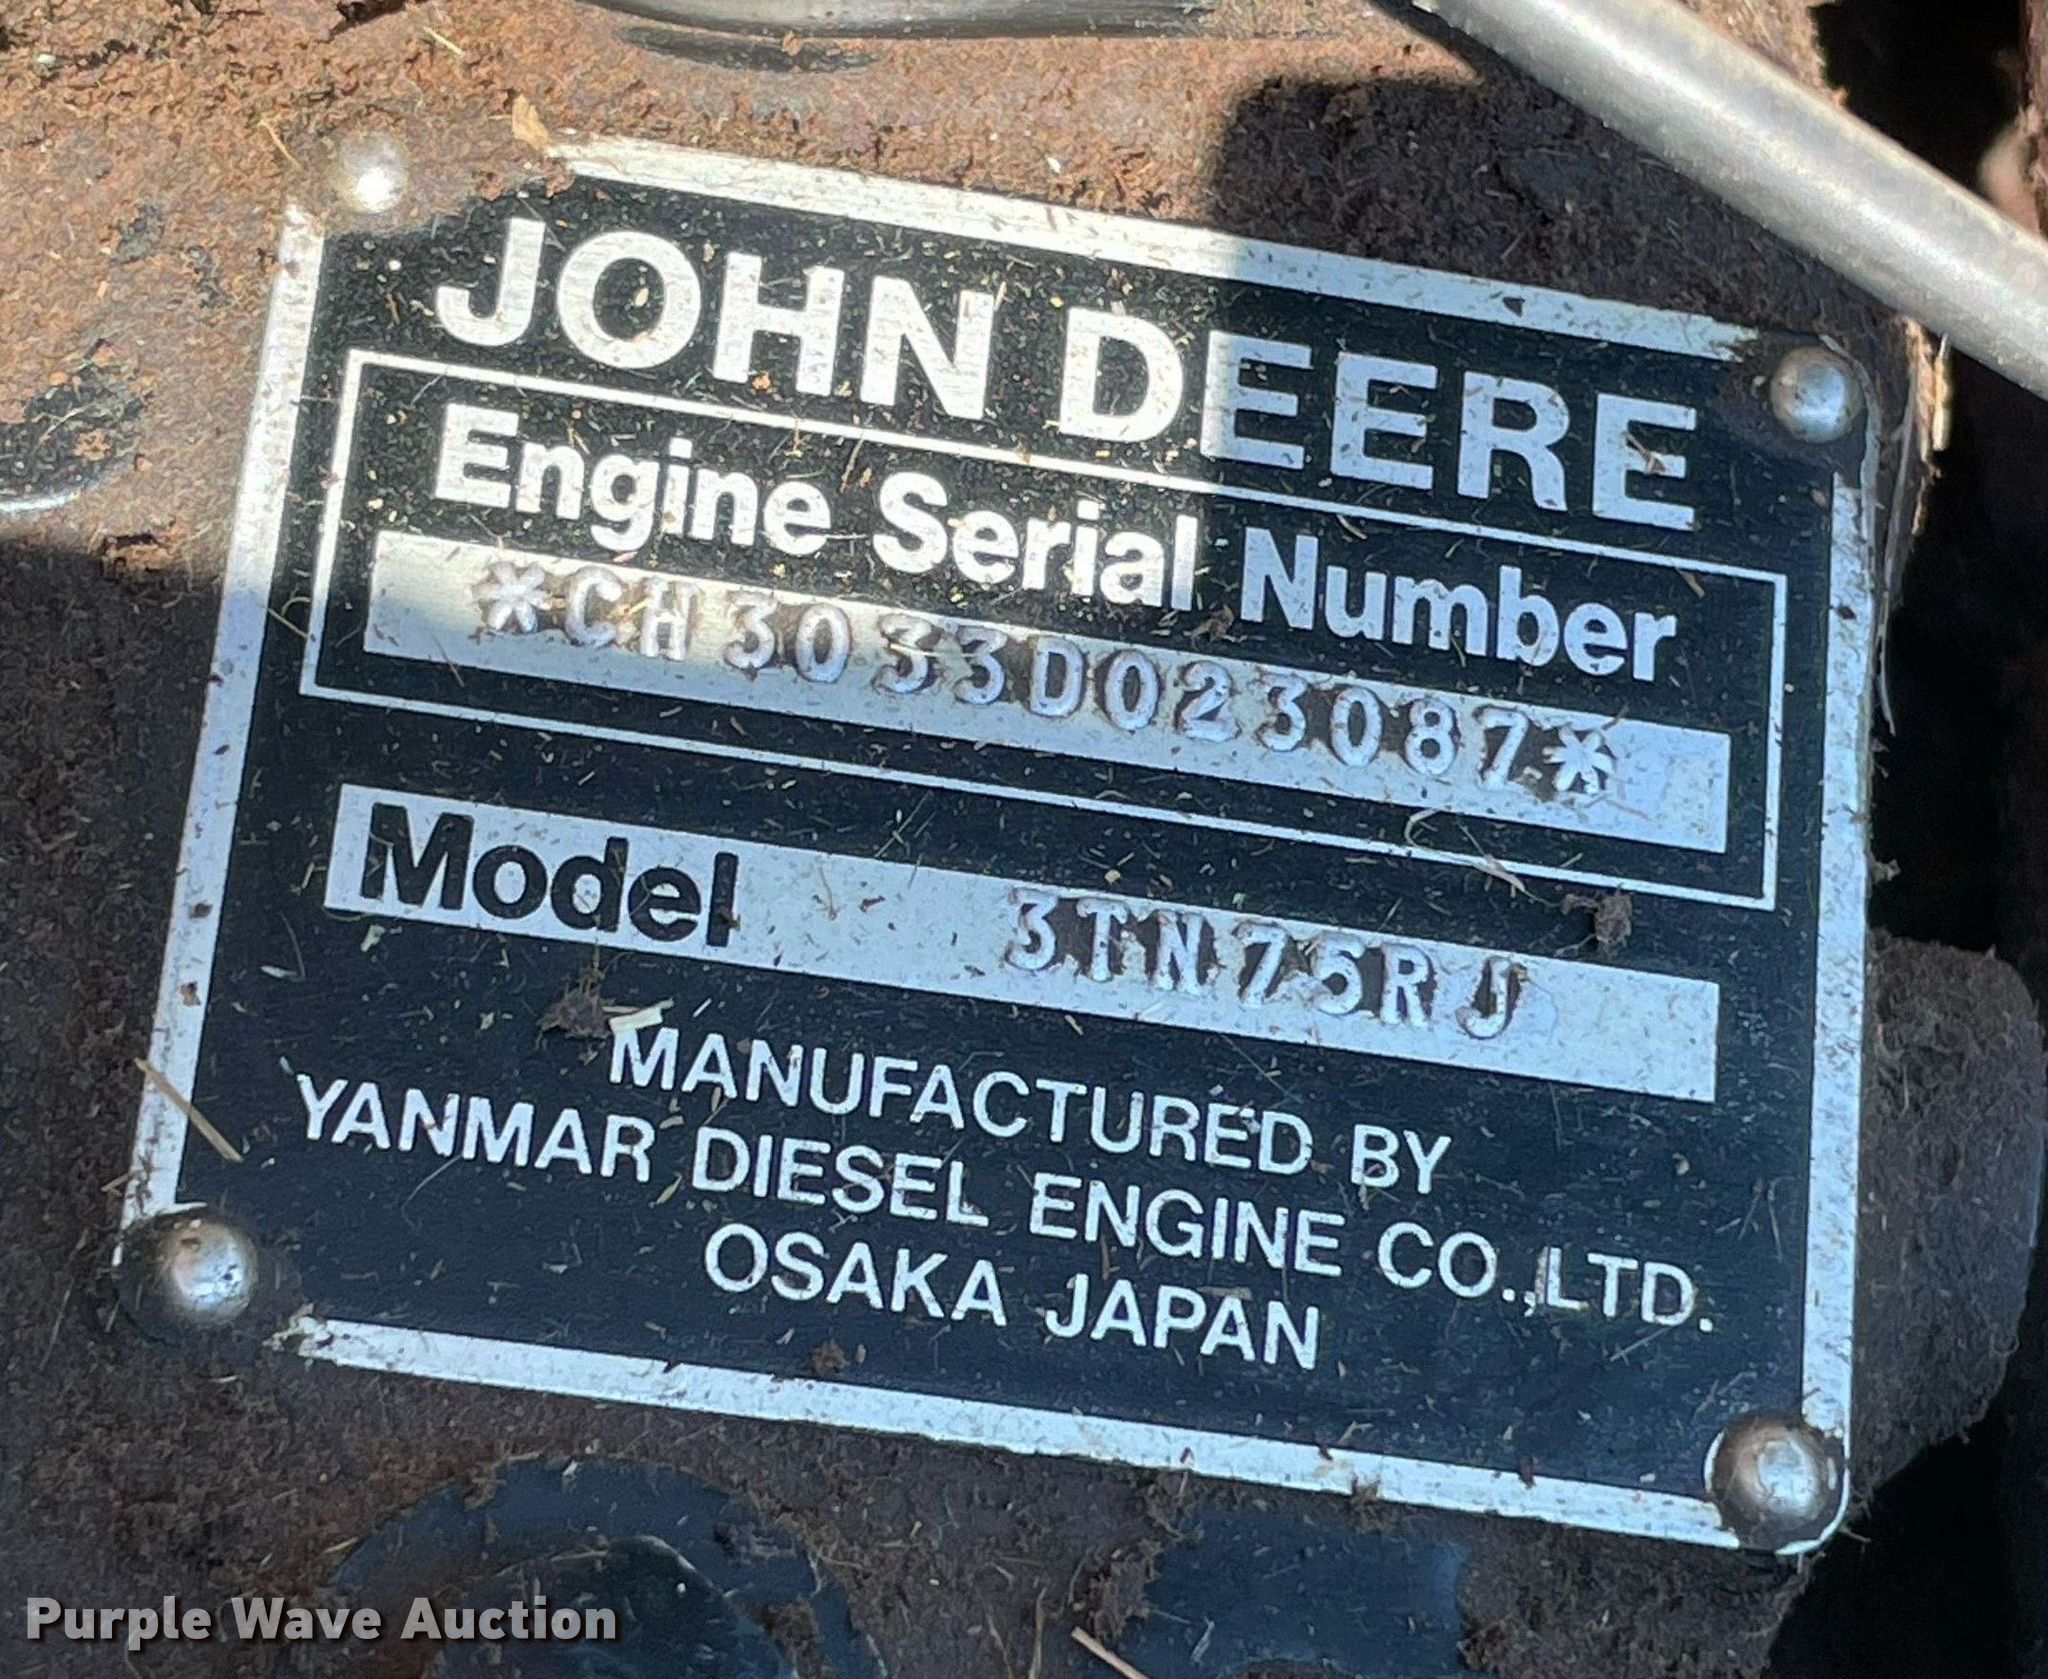 JOHN DEERE
Engine Serial Number
*CH3033D023087*
Model 3TN75RJ
MANUFACTURED BY
YANMAR DIESEL ENGINE CO.,LTD.
OSAKA JAPAN
Purple Wave Auction